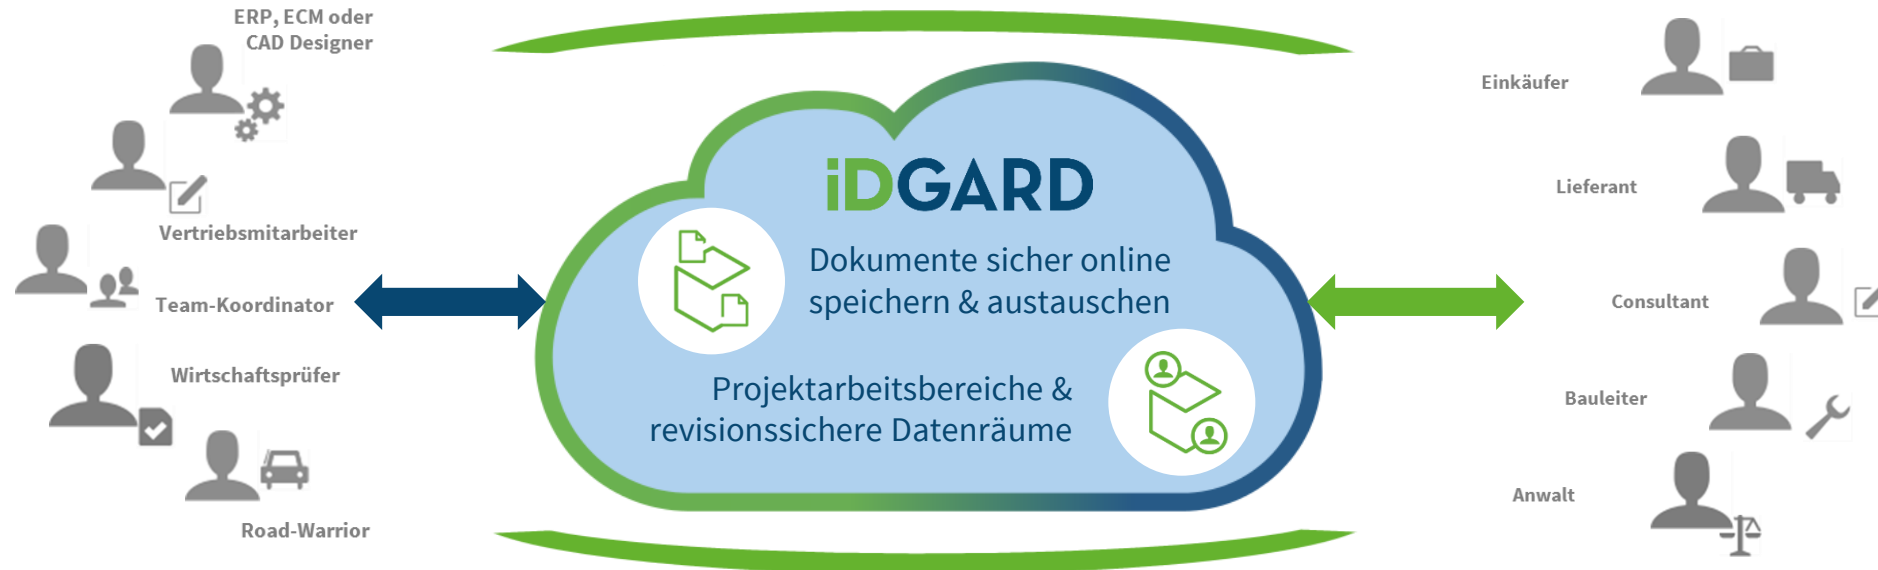 ERP, ECM oder
CAD Designer
Vertriebsmitarbeiter
Team-Koordinator
Wirtschaftsprüfer
Road-Warrior
iDGARD
Dokumente sicher online
speichern & austauschen
Projektarbeitsbereiche &
revisionssichere Datenräume
Einkäufer
Lieferant
Consultant
Bauleiter
Anwalt